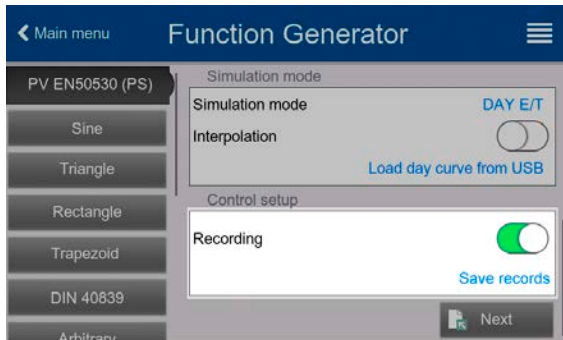 Main menu
Function Generator
PV EN50530 (PS)
Sine
Triangle
Rectangle
Trapezoid
DIN 40839
Arbitrary
Simulation mode
Simulation mode DAY E/T
Interpolation
Load day curve from USB
Control setup
Recording
Save records
Next